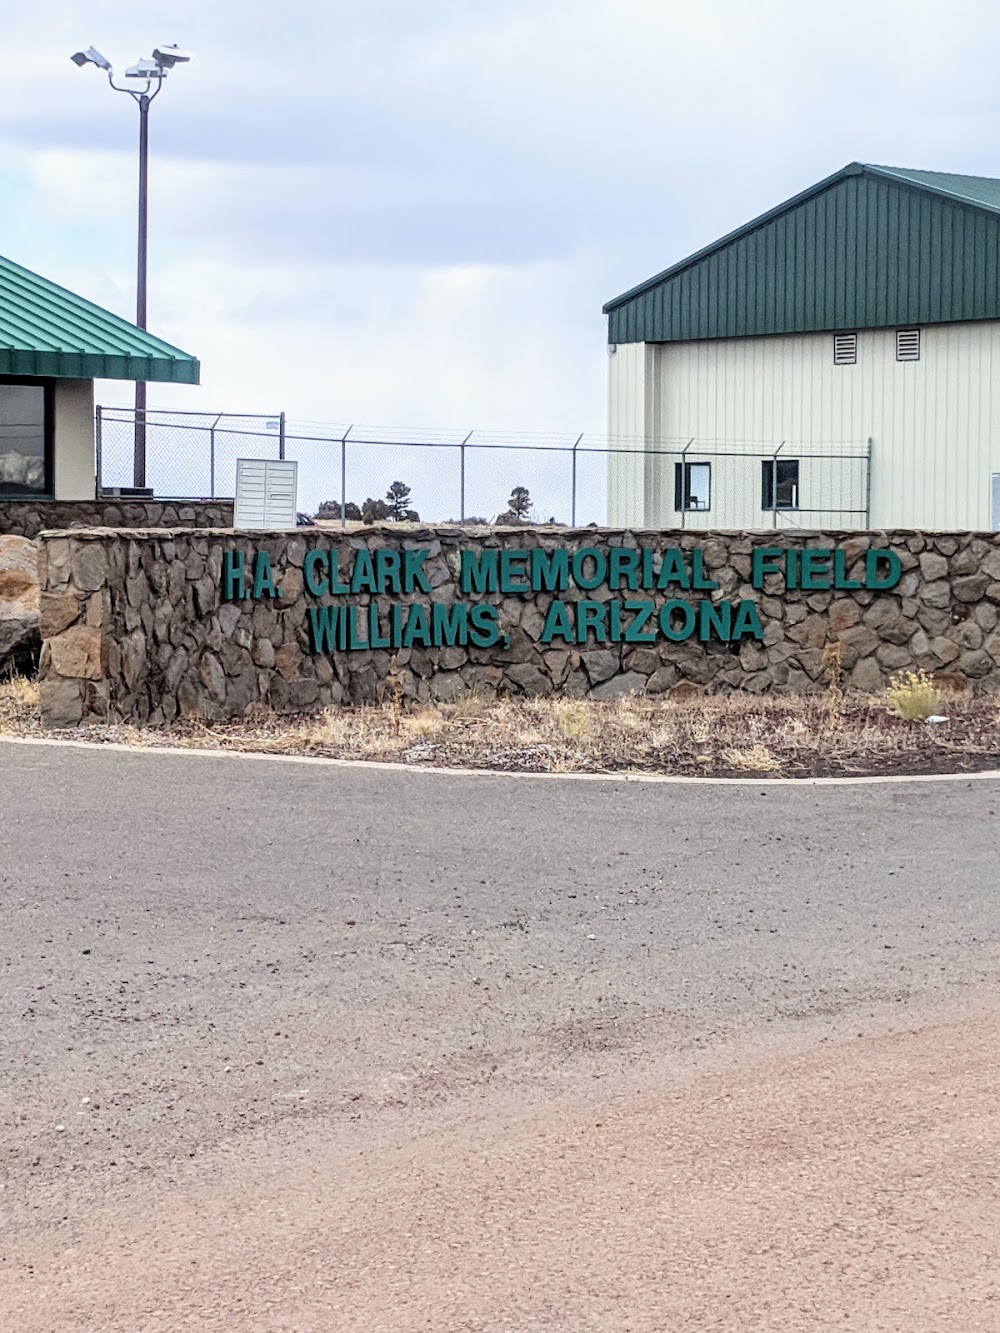 H.A. CLARK MEMORIAL FIELD
WILLIAMS, ARIZONA